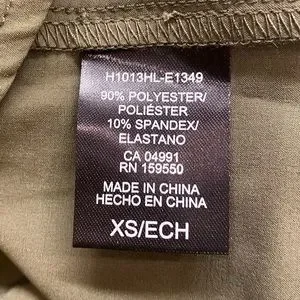 H1013HL-E1349
90% POLYESTER/
POLIÉSTER
10% SPANDEX/
ELASTANO
CA 04991
RN 159550
MADE IN CHINA
HECHO EN CHINA
XS/ECH